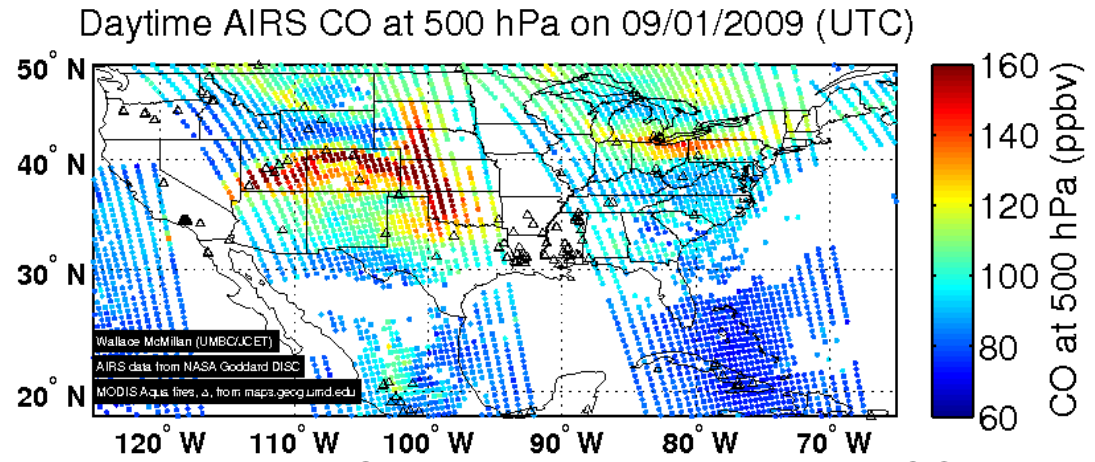 Daytime AIRS CO at 500 hPa on 09/01/2009 (UTC)
50° N
40° N
30° N
20° N
120° W
110° W
100° W
90° W
80° W
70° W
Wallace McMillan (UMBC/JCET)
AIRS data from NASA Goddard DISC
MODIS Aqua fires, △, from maps.geog.umd.edu
160
140
120
100
80
60
CO at 500 hPa (ppbv)